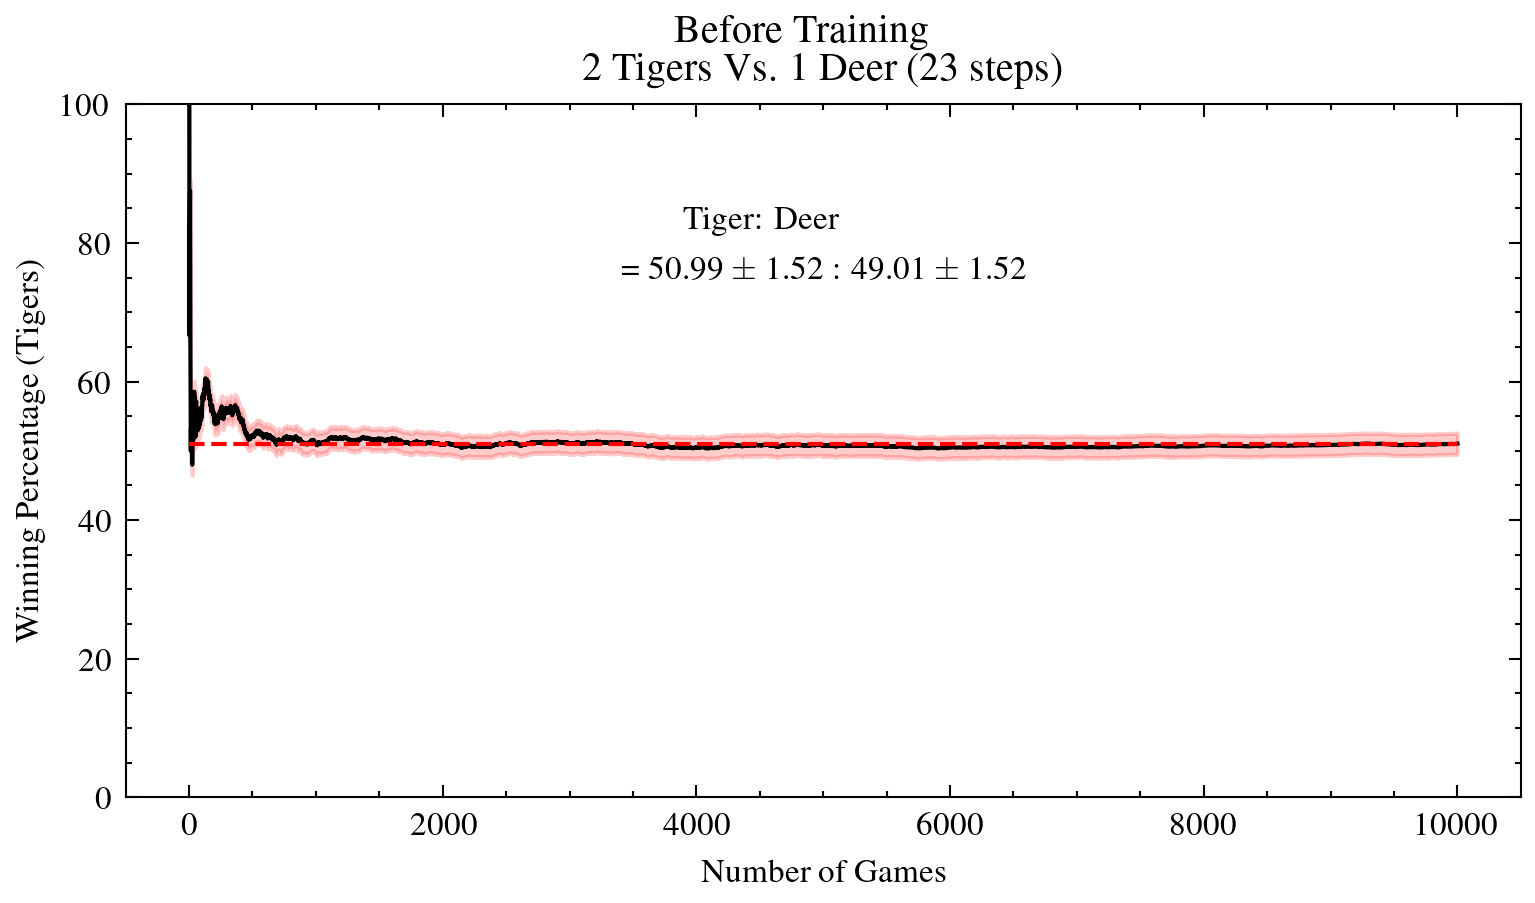 Before Training
2 Tigers Vs. 1 Deer (23 steps)
100
80
60
40
20
0
Winning Percentage (Tigers)
Tiger: Deer
= 50.99 ± 1.52 : 49.01 ± 1.52
0 2000 4000 6000 8000 10000
Number of Games